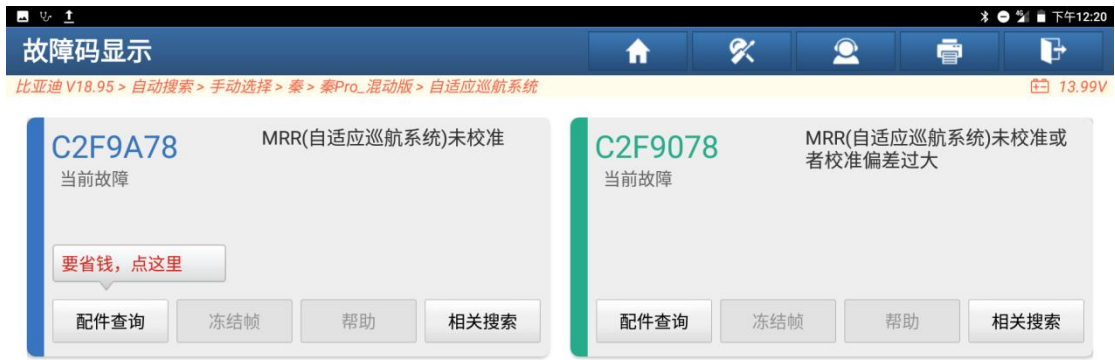 下午12:20
故障码显示
比亚迪 V18.95 > 自动搜索 > 手动选择 > 秦 > 秦Pro_混动版 > 自适应巡航系统
13.99V
C2F9A78
MRR(自适应巡航系统)未校准
当前故障
要省钱，点这里
配件查询
冻结帧
帮助
相关搜索
C2F9078
MRR(自适应巡航系统)未校准或
者校准偏差过大
当前故障
配件查询
冻结帧
帮助
相关搜索